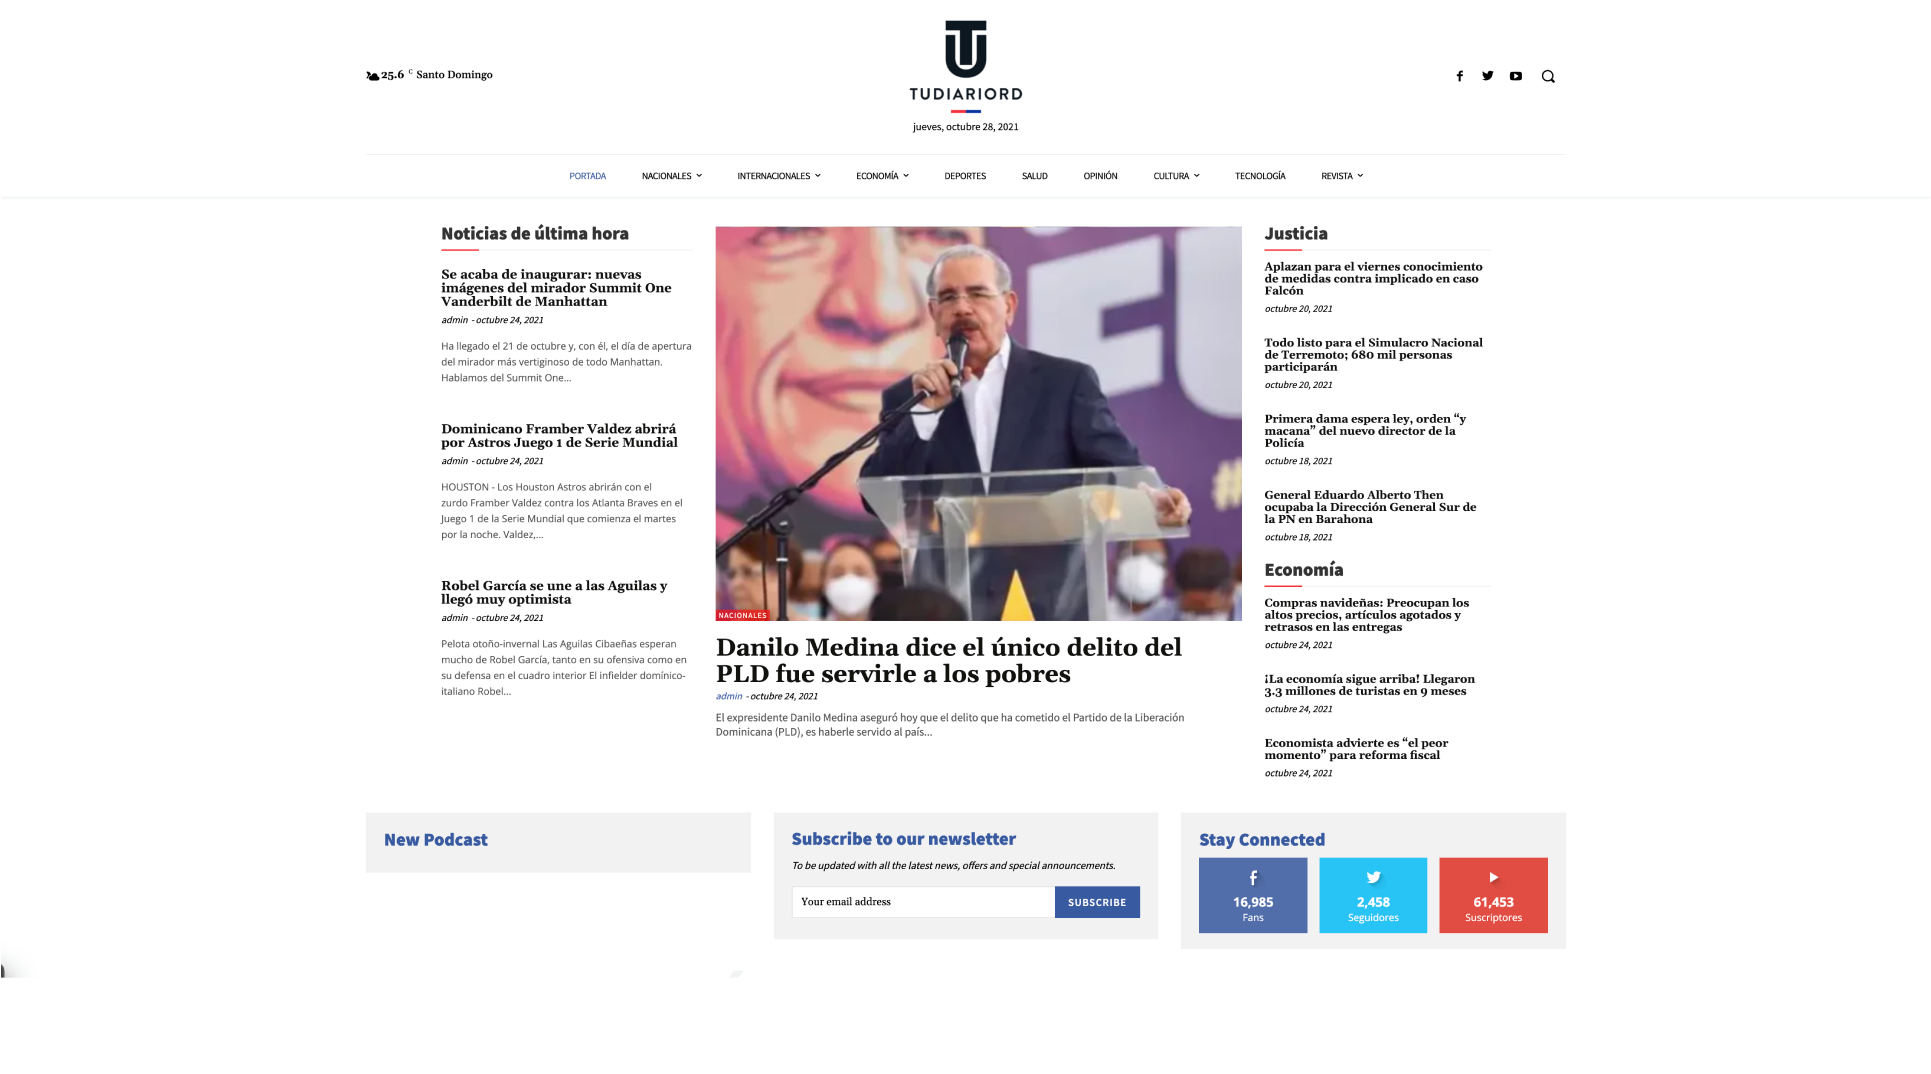 25.6 C Santo Domingo
TU
TUDIARIORD
jueves, octubre 28, 2021
PORTADA NACIONALES INTERNACIONALES ECONOMÍA DEPORTES SALUD OPINIÓN CULTURA TECNOLOGÍA REVISTA
Noticias de última hora
Se acaba de inaugurar: nuevas
imágenes del mirador Summit One
Vanderbilt de Manhattan
admin - octubre 24, 2021
Ha llegado el 21 de octubre y, con él, el día de apertura
del mirador más vertiginoso de todo Manhattan.
Hablamos del Summit One...
Dominicano Framber Valdez abrirá
por Astros Juego 1 de Serie Mundial
admin - octubre 24, 2021
HOUSTON - Los Houston Astros abrirán con el
zurdo Framber Valdez contra los Atlanta Braves en el
Juego 1 de la Serie Mundial que comienza el martes
por la noche. Valdez,...
Robel García se une a las Aguilas y
llegó muy optimista
admin - octubre 24, 2021
Pelota otoño-invernal Las Aguilas Cibaeñas esperan
mucho de Robel García, tanto en su ofensiva como en
su defensa en el cuadro interior El infielder domínico-
italiano Robel...
NACIONALES
Danilo Medina dice el único delito del
PLD fue servirle a los pobres
admin - octubre 24, 2021
El expresidente Danilo Medina aseguró hoy que el delito que ha cometido el Partido de la Liberación
Dominicana (PLD), es haberle servido al país...
Justicia
Aplazan para el viernes conocimiento
de medidas contra implicado en caso
Falcón
octubre 20, 2021
Todo listo para el Simulacro Nacional
de Terremoto; 680 mil personas
participarán
octubre 20, 2021
Primera dama espera ley, orden “y
macana” del nuevo director de la
Policía
octubre 18, 2021
General Eduardo Alberto Then
ocupaba la Dirección General Sur de
la PN en Barahona
octubre 18, 2021
Economía
Compras navideñas: Preocupan los
altos precios, artículos agotados y
retrasos en las entregas
octubre 24, 2021
¡La economía sigue arriba! Llegaron
3.3 millones de turistas en 9 meses
octubre 24, 2021
Economista advierte es “el peor
momento” para reforma fiscal
octubre 24, 2021
New Podcast
Subscribe to our newsletter
To be updated with all the latest news, offers and special announcements.
Your email address
SUBSCRIBE
Stay Connected
16,985
Fans
2,458
Seguidores
61,453
Suscriptores